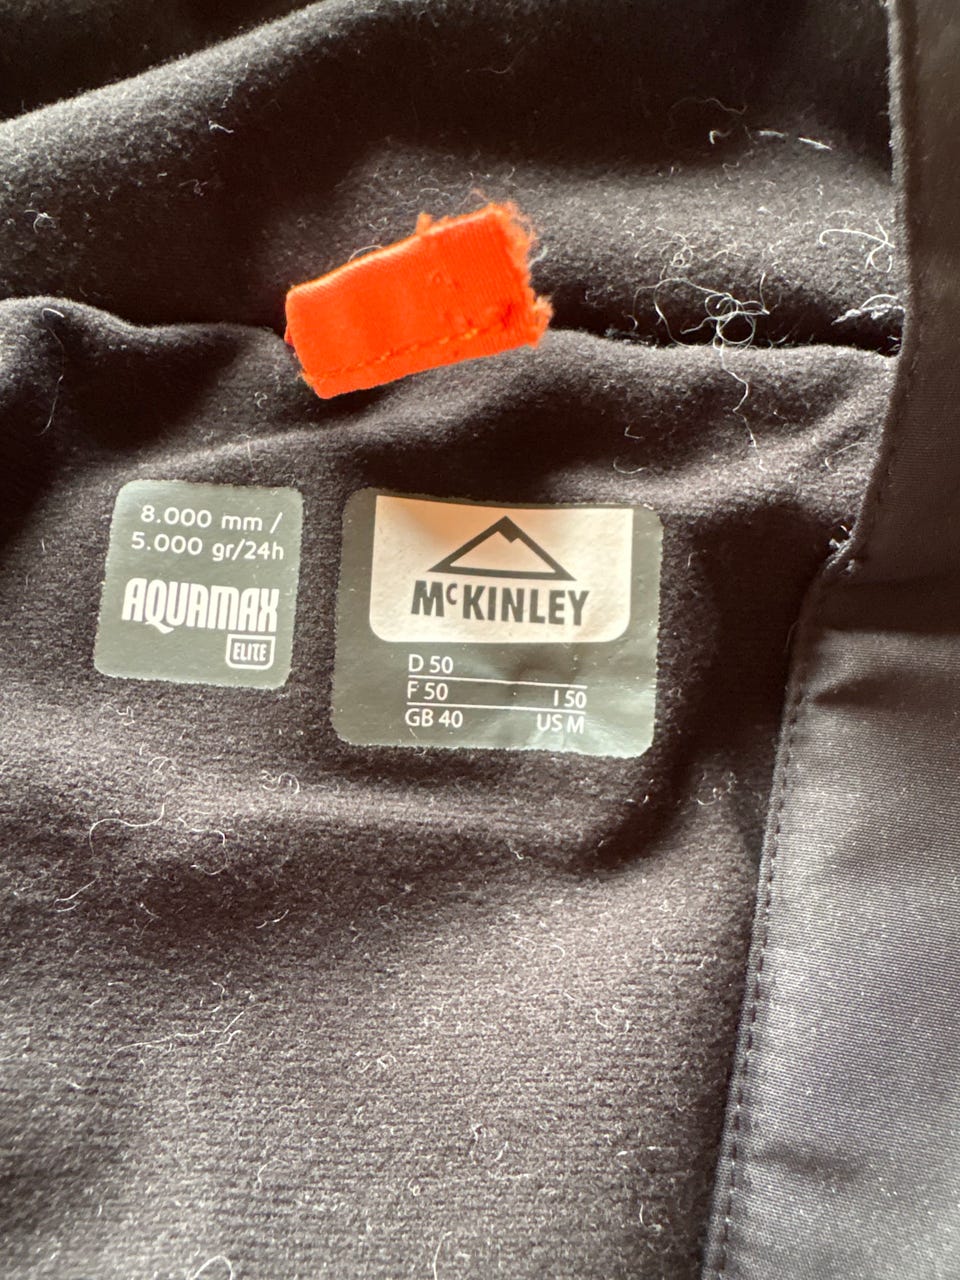 8.000 mm /
5.000 gr/24h
AQUAMAX
ELITE
McKINLEY
D 50
F 50 I 50
GB 40 US M